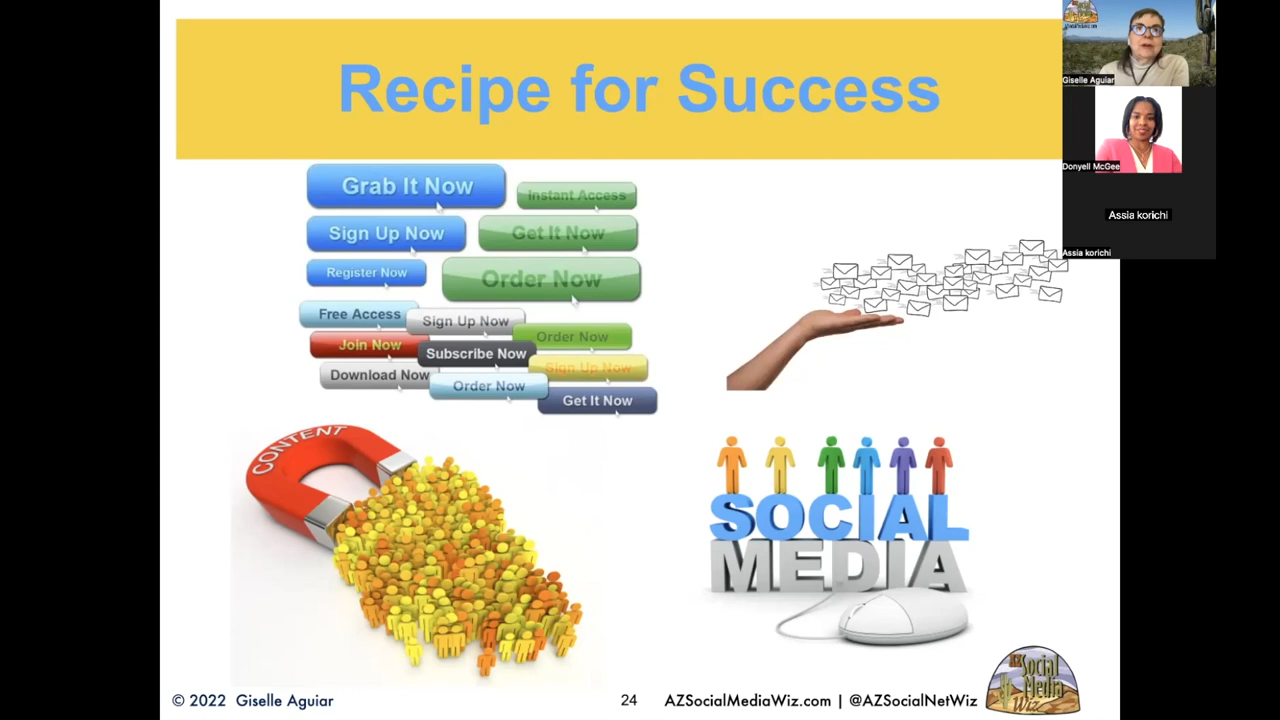 Recipe for Success
Grab It Now
Instant Access
Sign Up Now
Get It Now
Register Now
Order Now
Free Access
Sign Up Now
Join Now
Order Now
Subscribe Now
Download Now
Sign Up Now
Order Now
Get It Now
CONTENT
SOCIAL
MEDIA
© 2022 Giselle Aguiar
24
AZSocialMediaWiz.com | @AZSocialNetWiz
AZ Social
Media
Wiz
Giselle Aguiar
Donyell McGee
Assia korichi
Assia korichi